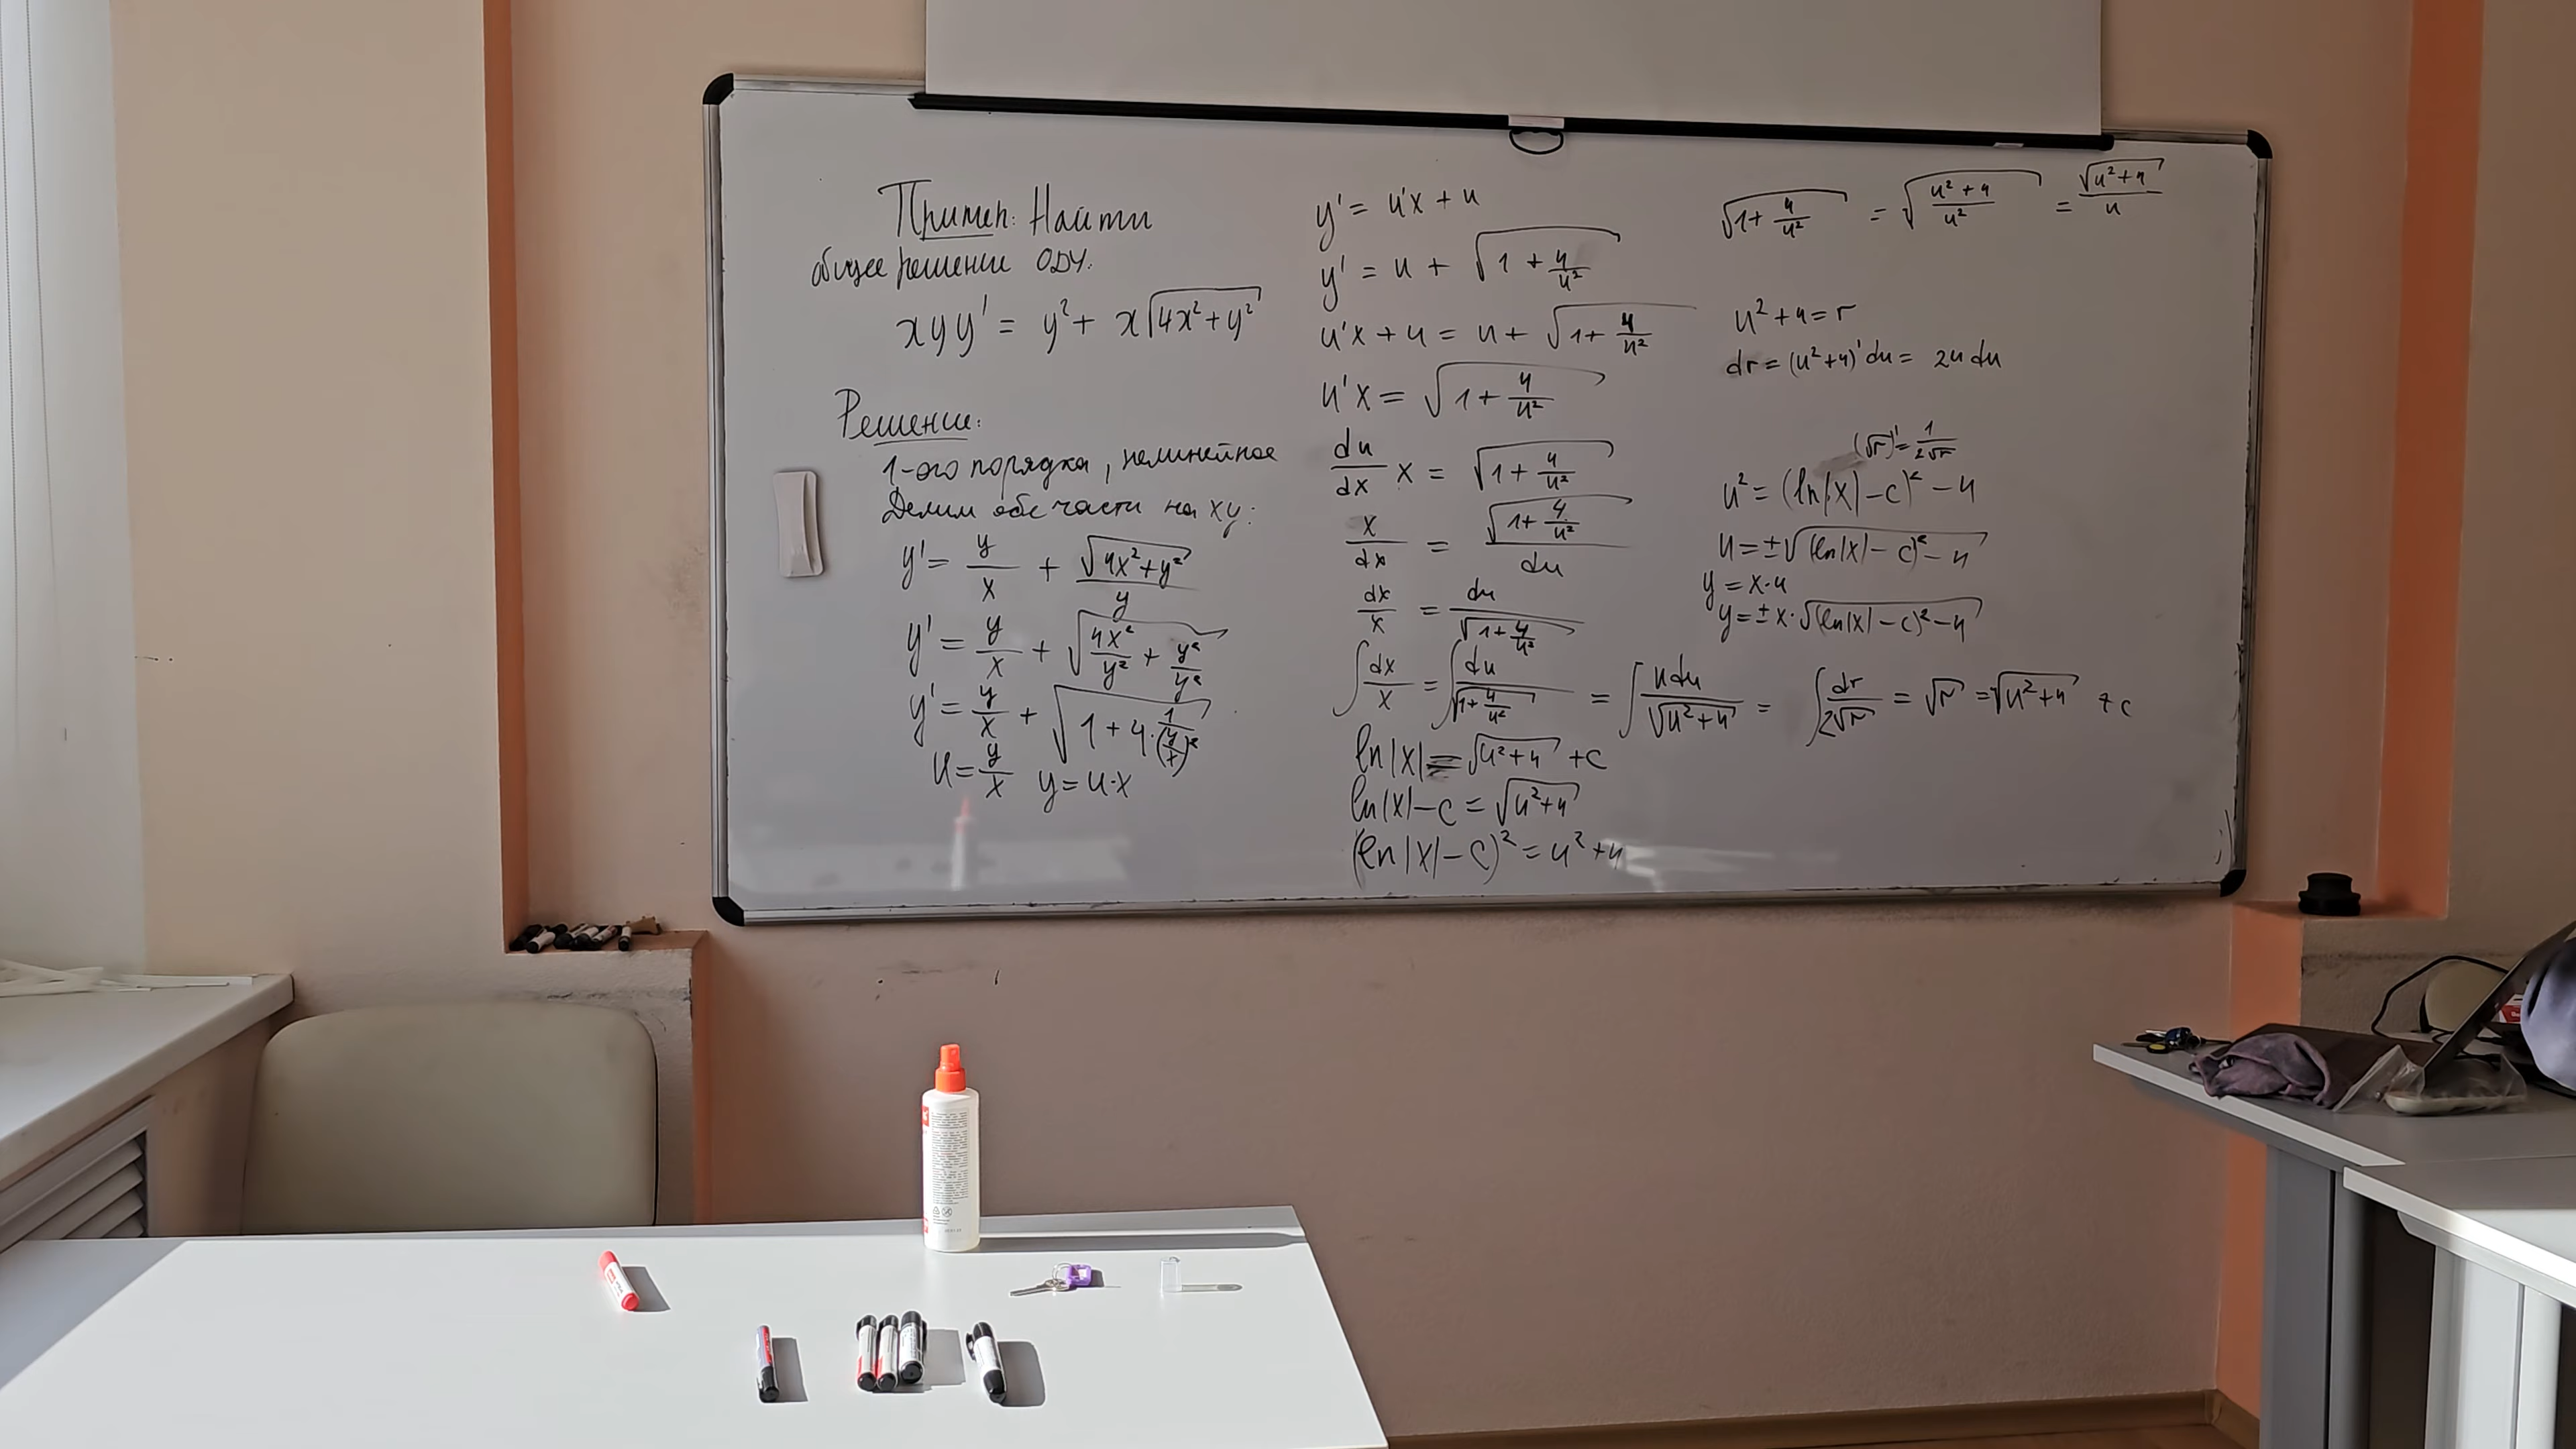 Пример: Найти
общее решение ОДУ:
xyy' = y² + x√(4x²+y²)
Решение:
1-ого порядка, нелинейное
Делим обе части на xy:
y' = y/x + √(4x²+y²)/y
y' = y/x + √(4x²/y² + y²/y²)
y' = y/x + √(1 + 4·1/(y/x)²)
u = y/x y = u·x
y' = u'x + u
y' = u + √(1 + 4/u²)
u'x + u = u + √(1 + 4/u²)
u'x = √(1 + 4/u²)
du/dx x = √(1 + 4/u²)
x/dx = √(1 + 4/u²)/du
dx/x = du/√(1 + 4/u²)
∫dx/x = ∫du/√(1 + 4/u²) = ∫udu/√(u²+4) = ∫dr/2√r = √r = √(u²+4) + c
ln|x| = √(u²+4) + c
ln|x| − c = √(u²+4)
(ln|x| − c)² = u² + 4
√(1 + 4/u²) = √((u²+4)/u²) = √(u²+4)/u
u² + 4 = r
dr = (u²+4)'du = 2udu
(√r)' = 1/2√r
u² = (ln|x| − c)² − 4
u = ±√((ln|x| − c)² − 4)
y = x·u
y = ± x·√((ln|x| − c)² − 4)